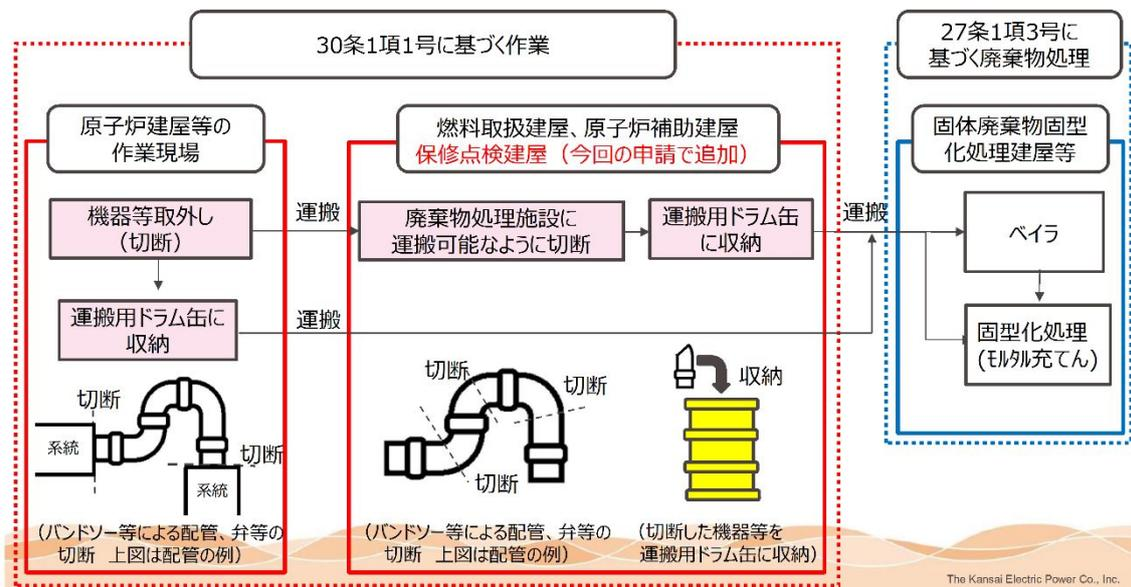 30条1項1号に基づく作業
27条1項3号に
基づく廃棄物処理
原子炉建屋等の
作業現場
燃料取扱建屋、原子炉補助建屋
保修点検建屋（今回の申請で追加）
固体廃棄物固型
化処理建屋等
機器等取外し
（切断）
運搬
廃棄物処理施設に
運搬可能なように切断
運搬用ドラム缶
に収納
運搬
ベイラ
運搬用ドラム缶に
収納
運搬
固型化処理
(ﾓﾙﾀﾙ充てん)
切断
系統
切断
系統
切断
切断
切断
収納
（バンドソー等による配管、弁等の
切断　上図は配管の例）
（バンドソー等による配管、弁等の
切断　上図は配管の例）
（切断した機器等を
運搬用ドラム缶に収納）
The Kansai Electric Power Co., Inc.